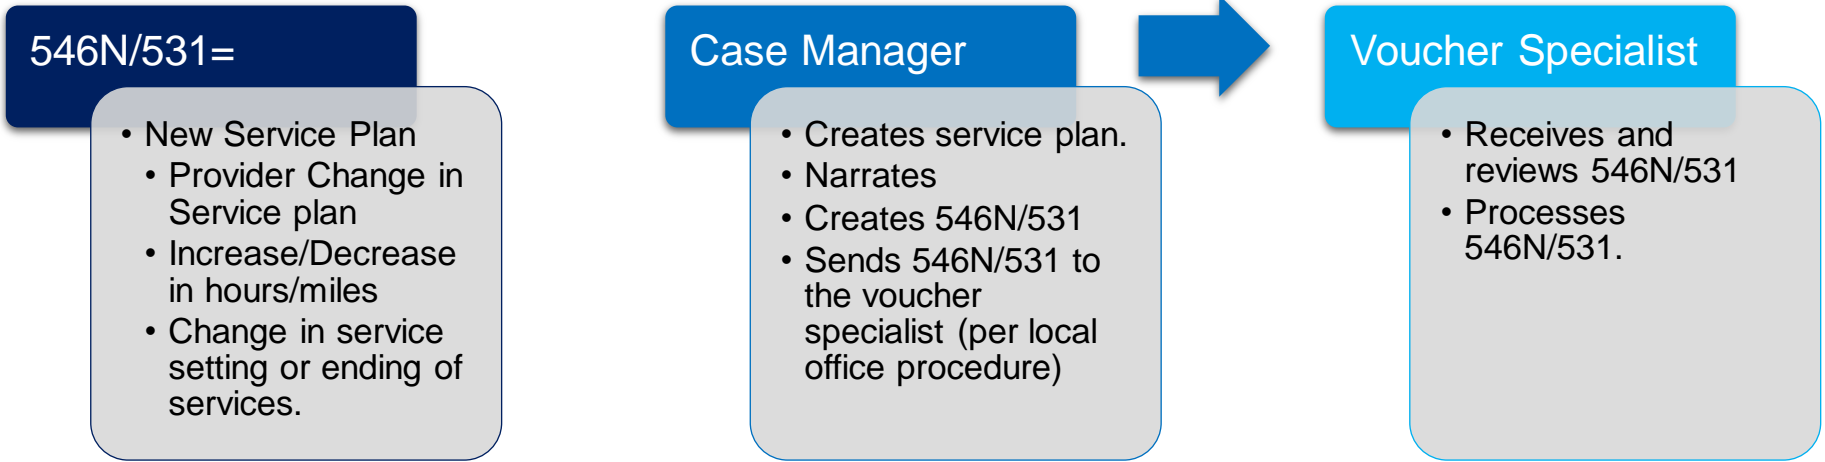 546N/531=
• New Service Plan
• Provider Change in
Service plan
• Increase/Decrease
in hours/miles
• Change in service
setting or ending of
services.
Case Manager
• Creates service plan.
• Narrates
• Creates 546N/531
• Sends 546N/531 to
the voucher
specialist (per local
office procedure)
Voucher Specialist
• Receives and
reviews 546N/531
• Processes
546N/531.